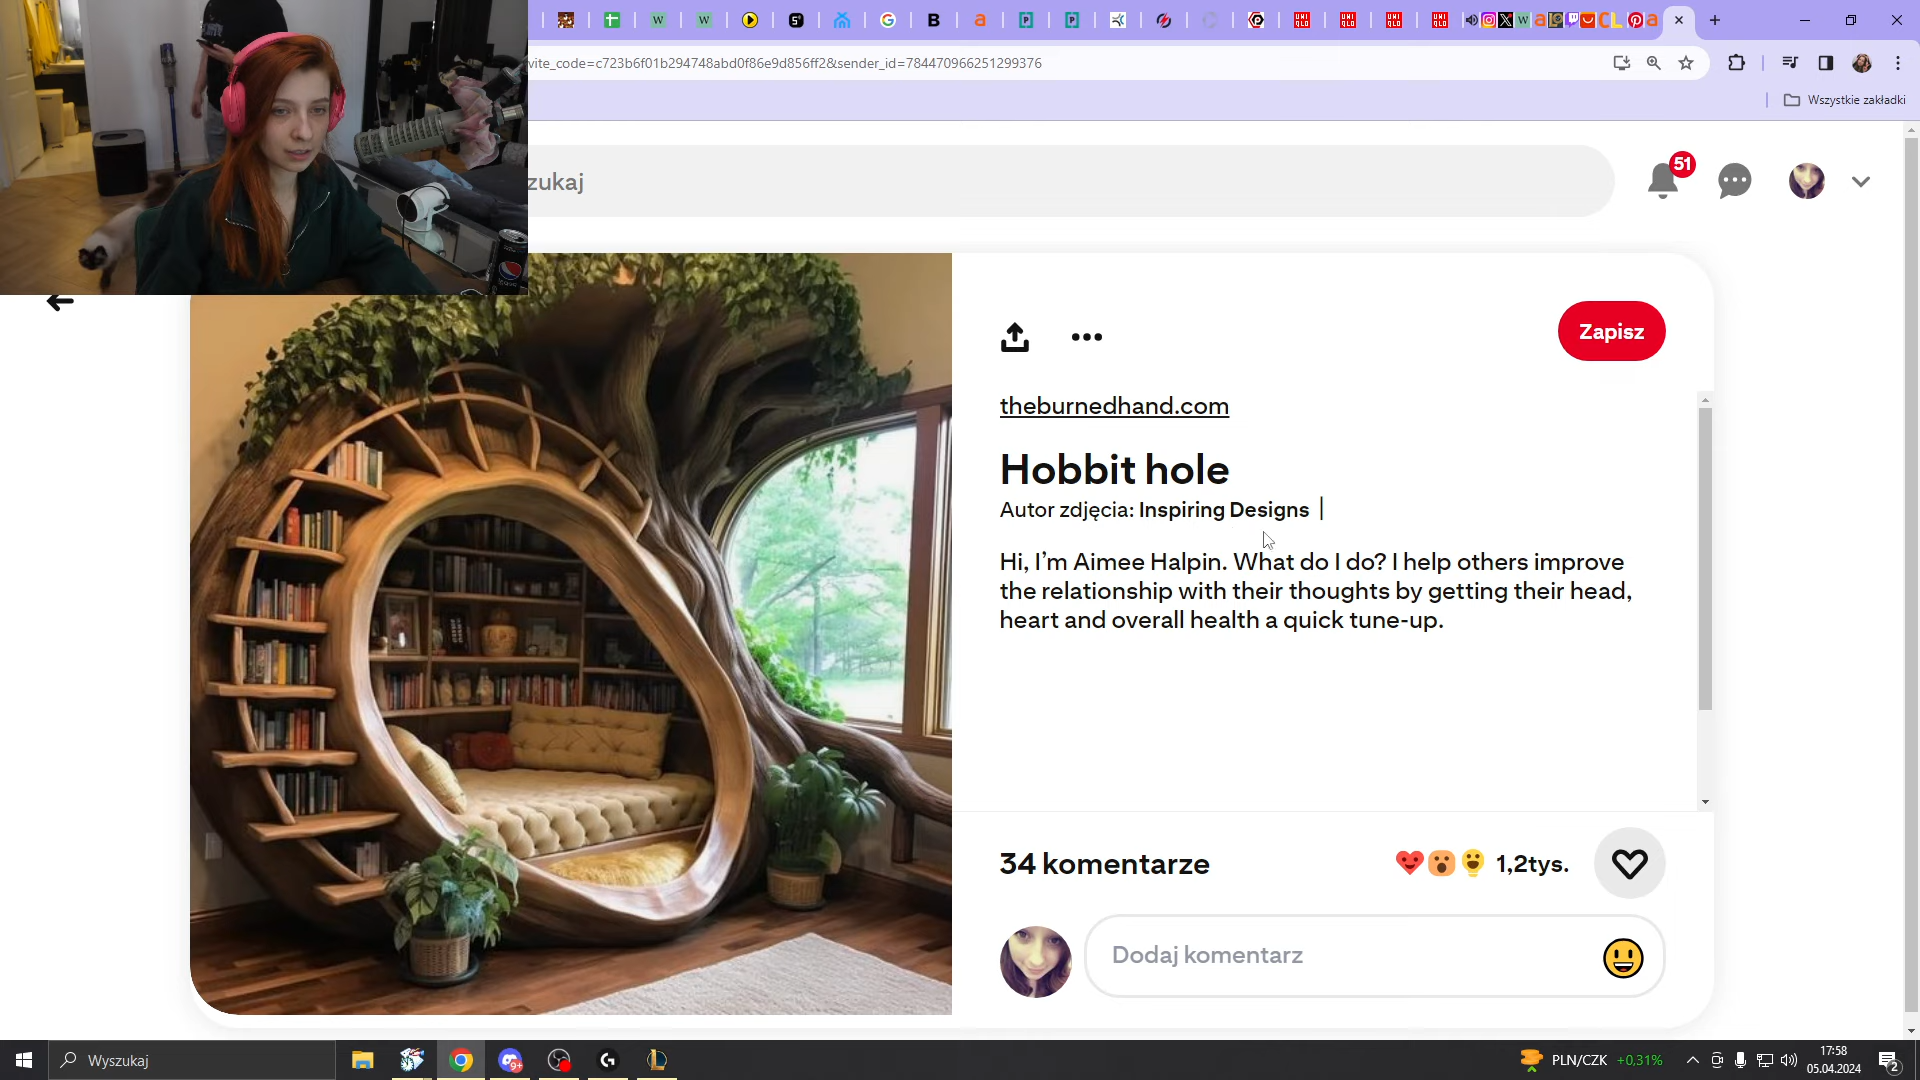 vite_code=c723b6f01b294748abd0f86e9d856ff2&sender_id=784470966251299376
Wszystkie zakładki
zukaj
51
Zapisz
theburnedhand.com
Hobbit hole
Autor zdjęcia: Inspiring Designs |
Hi, I’m Aimee Halpin. What do I do? I help others improve
the relationship with their thoughts by getting their head,
heart and overall health a quick tune-up.
34 komentarze
1,2tys.
Dodaj komentarz
Wyszukaj
9+
PLN/CZK +0,31%
17:58
05.04.2024
2